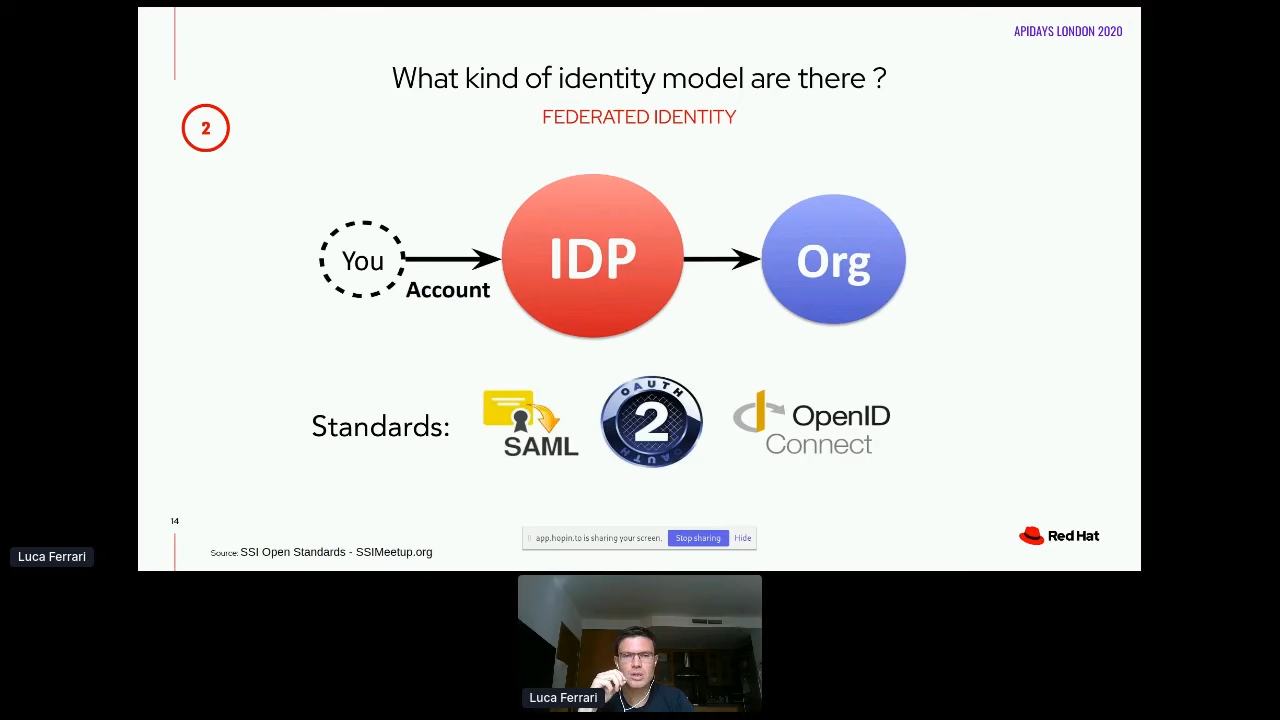 APIDAYS LONDON 2020
What kind of identity model are there ?
FEDERATED IDENTITY
2
You
Account
IDP
Org
Standards:
SAML
OAUTH
2
OAUTH
OpenID
Connect
14
Source: SSI Open Standards - SSIMeetup.org
app.hopin.to is sharing your screen. Stop sharing Hide
Red Hat
Luca Ferrari
Luca Ferrari